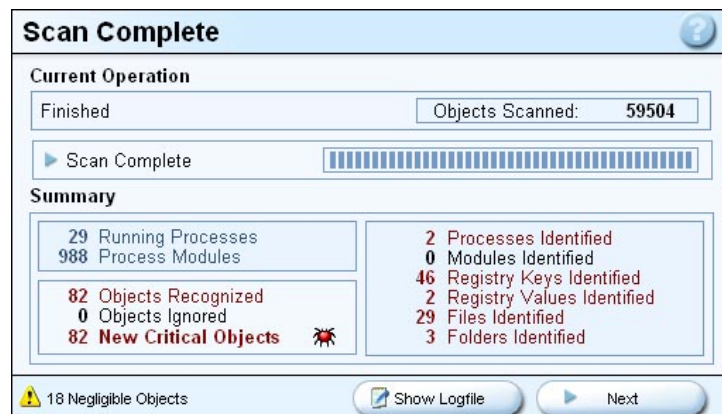 Scan Complete
?
Current Operation
Finished
Objects Scanned: 59504
Scan Complete
Summary
29 Running Processes
988 Process Modules
82 Objects Recognized
0 Objects Ignored
82 New Critical Objects
2 Processes Identified
0 Modules Identified
46 Registry Keys Identified
2 Registry Values Identified
29 Files Identified
3 Folders Identified
18 Negligible Objects
Show Logfile
Next